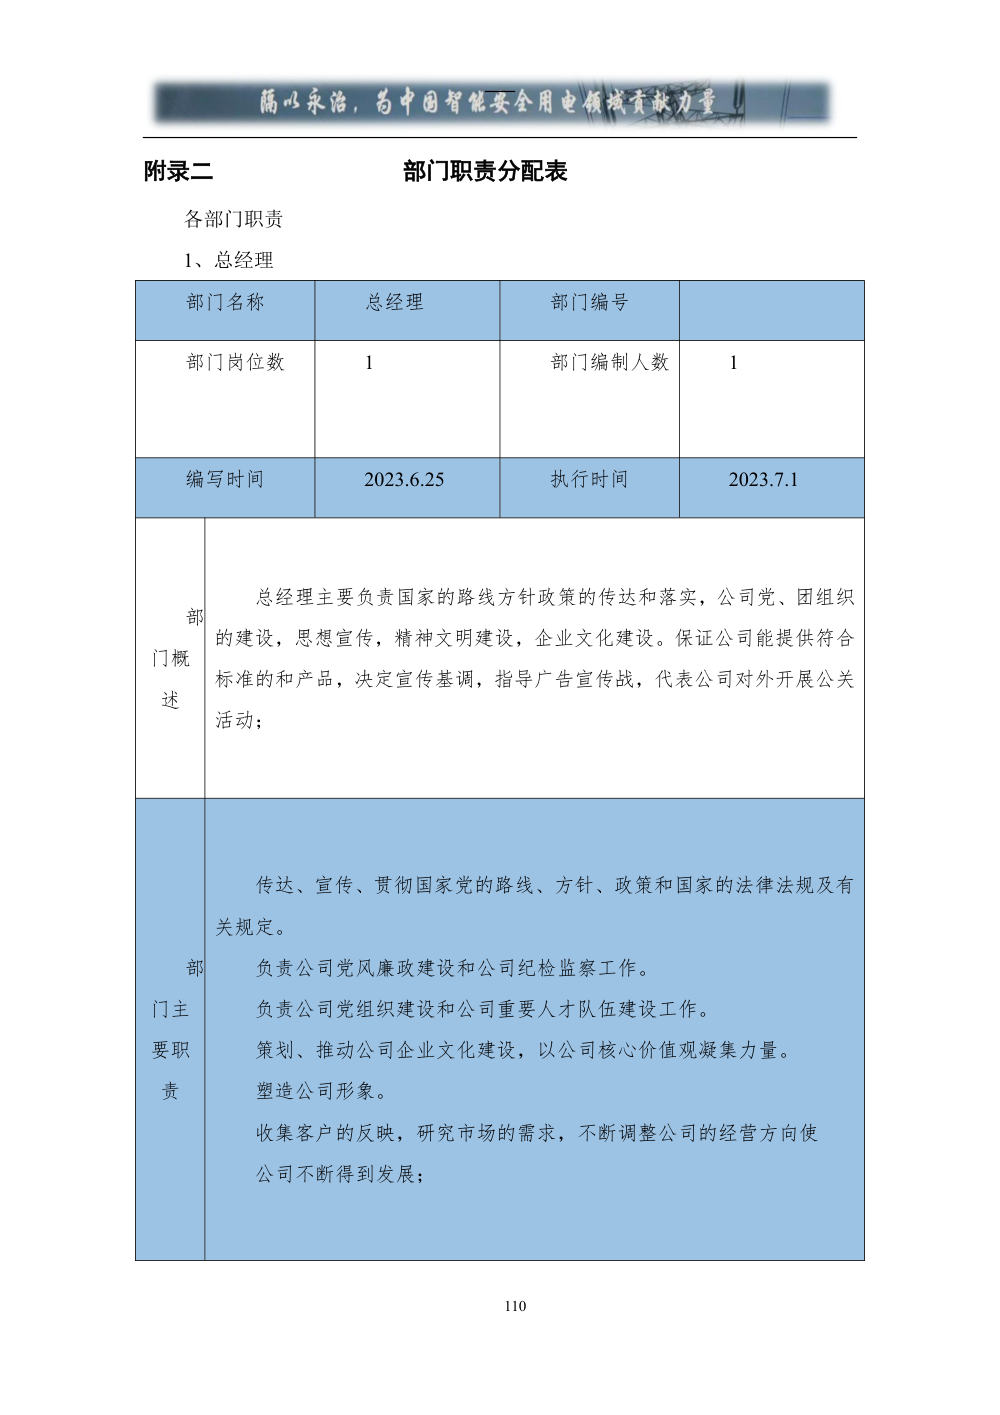 隔以永治，为中国智能安全用电领域贡献力量
附录二 部门职责分配表
各部门职责
1、总经理
部门名称 总经理 部门编号
部门岗位数 1 部门编制人数 1
编写时间 2023.6.25 执行时间 2023.7.1
部
门概
述
总经理主要负责国家的路线方针政策的传达和落实，公司党、团组织
的建设，思想宣传，精神文明建设，企业文化建设。保证公司能提供符合
标准的和产品，决定宣传基调，指导广告宣传战，代表公司对外开展公关
活动；
部
门主
要职
责
传达、宣传、贯彻国家党的路线、方针、政策和国家的法律法规及有
关规定。
负责公司党风廉政建设和公司纪检监察工作。
负责公司党组织建设和公司重要人才队伍建设工作。
策划、推动公司企业文化建设，以公司核心价值观凝集力量。
塑造公司形象。
收集客户的反映，研究市场的需求，不断调整公司的经营方向使
公司不断得到发展；
110